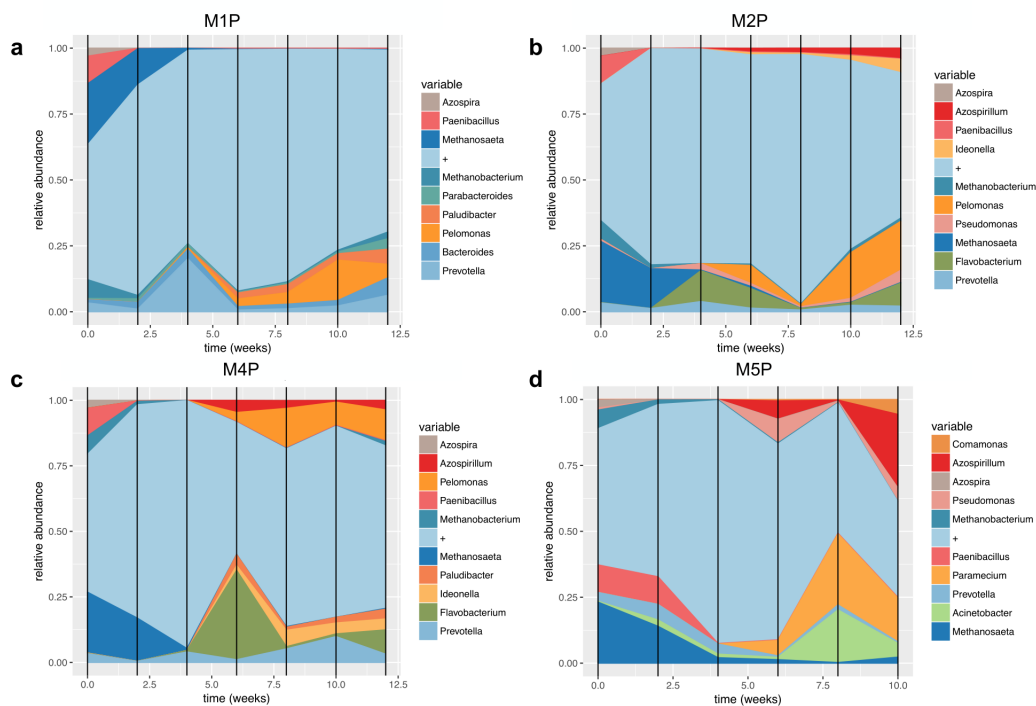 M1P
a
1.00
0.75
0.50
0.25
0.00
relative abundance
0.0
2.5
5.0
7.5
10.0
12.5
time (weeks)
variable
Azospira
Paenibacillus
Methanosaeta
+
Methanobacterium
Parabacteroides
Paludibacter
Pelomonas
Bacteroides
Prevotella
M2P
b
1.00
0.75
0.50
0.25
0.00
relative abundance
0.0
2.5
5.0
7.5
10.0
12.5
time (weeks)
variable
Azospira
Azospirillum
Paenibacillus
Ideonella
+
Methanobacterium
Pelomonas
Pseudomonas
Methanosaeta
Flavobacterium
Prevotella
M4P
c
1.00
0.75
0.50
0.25
0.00
relative abundance
0.0
2.5
5.0
7.5
10.0
12.5
time (weeks)
variable
Azospira
Azospirillum
Pelomonas
Paenibacillus
Methanobacterium
+
Methanosaeta
Paludibacter
Ideonella
Flavobacterium
Prevotella
M5P
d
1.00
0.75
0.50
0.25
0.00
relative abundance
0.0
2.5
5.0
7.5
10.0
time (weeks)
variable
Comamonas
Azospirillum
Azospira
Pseudomonas
Methanobacterium
+
Paenibacillus
Paramecium
Prevotella
Acinetobacter
Methanosaeta